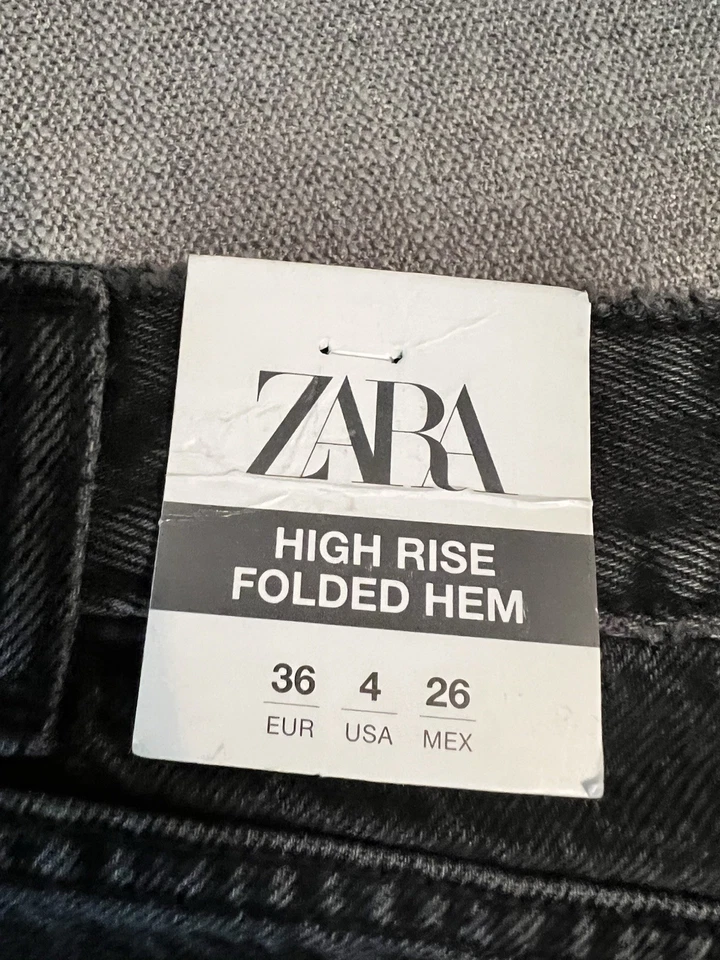 ZARA
HIGH RISE
FOLDED HEM
36 4 26
EUR USA MEX